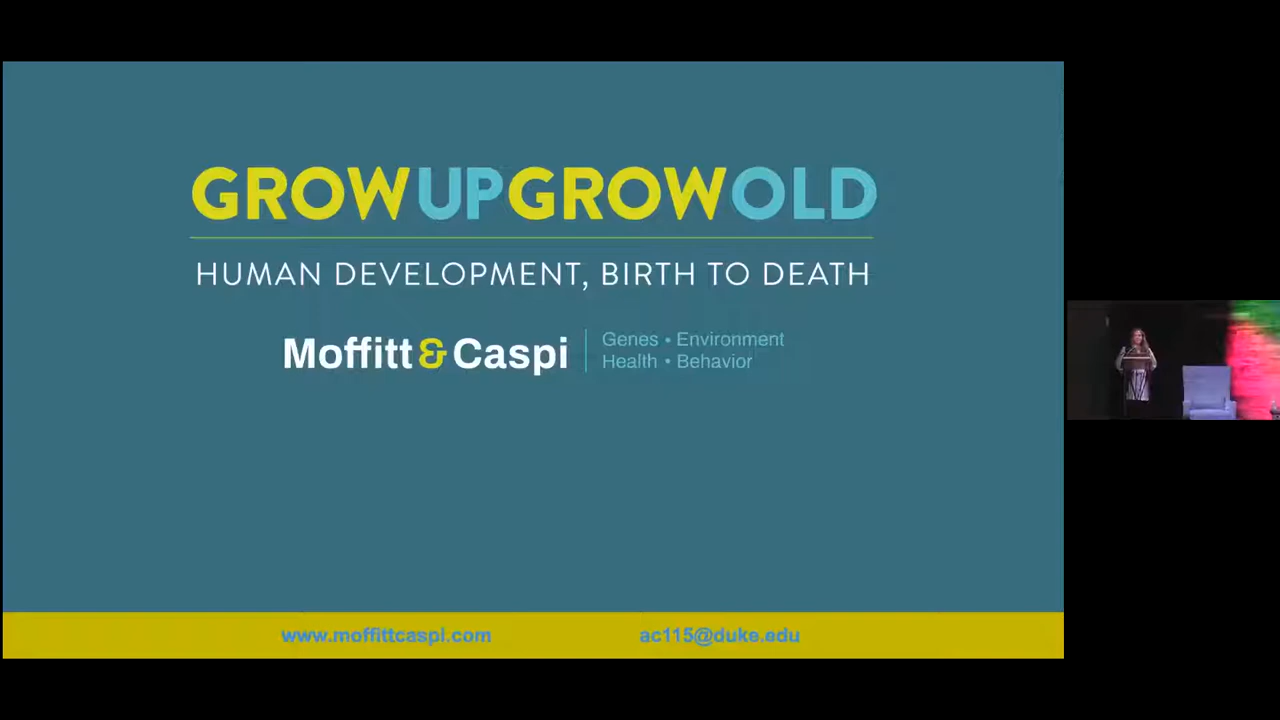 GROWUPGROWOLD
HUMAN DEVELOPMENT, BIRTH TO DEATH
Moffitt & Caspi
Genes • Environment
Health • Behavior
www.moffittcaspi.com
ac115@duke.edu